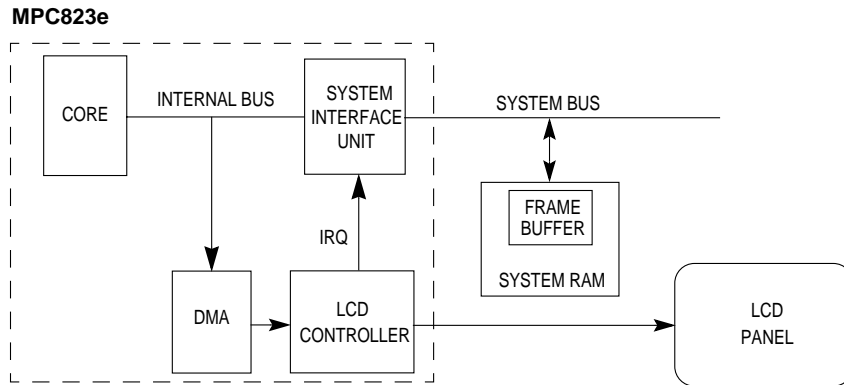 MPC823e
CORE
INTERNAL BUS
SYSTEM
INTERFACE
UNIT
SYSTEM BUS
FRAME
BUFFER
SYSTEM RAM
IRQ
DMA
LCD
CONTROLLER
LCD
PANEL